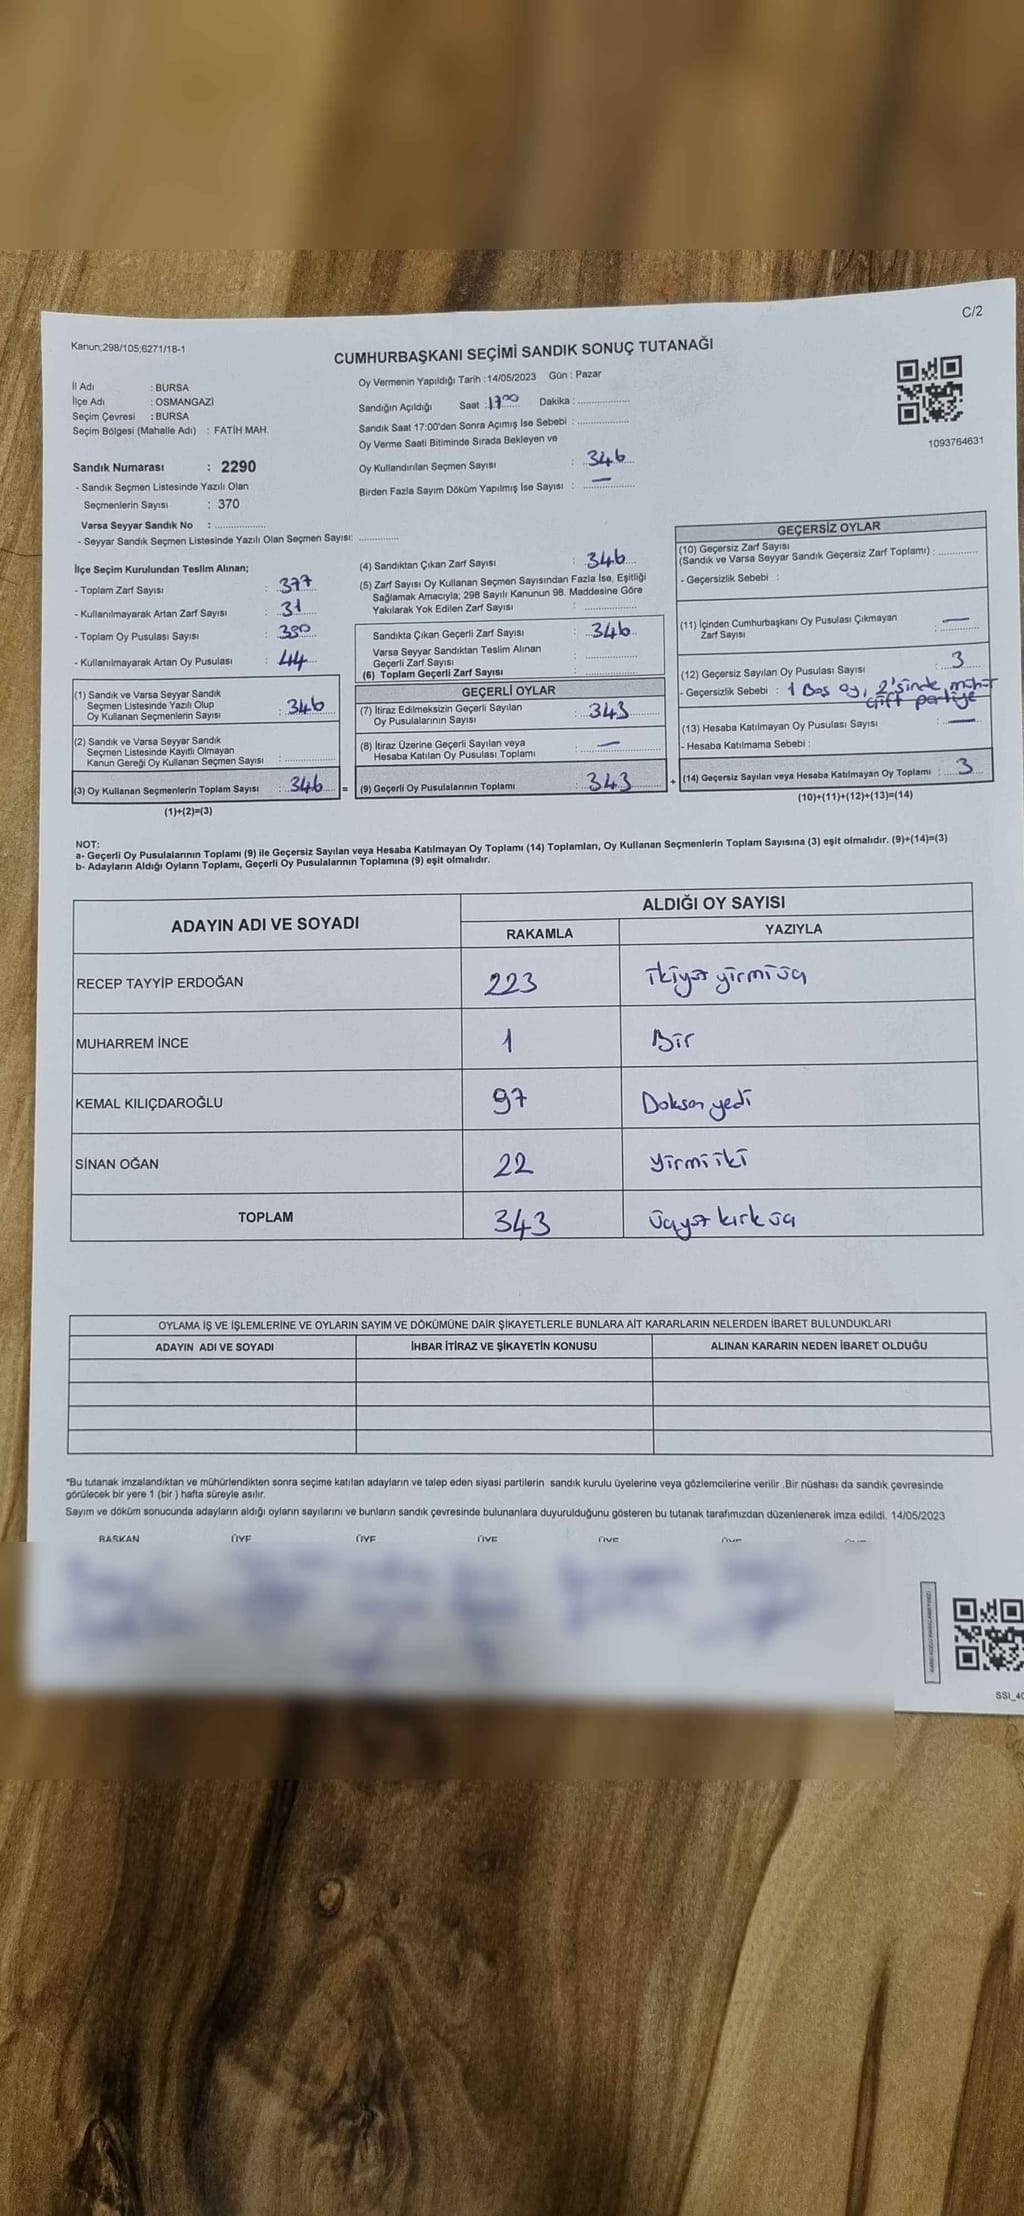 C/2
Kanun;298/105;6271/18-1
CUMHURBAŞKANI SEÇİMİ SANDIK SONUÇ TUTANAĞI
İl Adı : BURSA
İlçe Adı : OSMANGAZİ
Seçim Çevresi : BURSA
Seçim Bölgesi (Mahalle Adı) : FATİH MAH.
Sandık Numarası : 2290
- Sandık Seçmen Listesinde Yazılı Olan
Seçmenlerin Sayısı : 370
Varsa Seyyar Sandık No : ..................
- Seyyar Sandık Seçmen Listesinde Yazılı Olan Seçmen Sayısı: .............
Oy Vermenin Yapıldığı Tarih :14/05/2023 Gün : Pazar
Sandığın Açıldığı Saat :17⁰⁰ Dakika : ..................
Sandık Saat 17:00'den Sonra Açımış İse Sebebi : ..................
Oy Verme Saati Bitiminde Sırada Bekleyen ve
Oy Kullandırılan Seçmen Sayısı : 346
Birden Fazla Sayım Döküm Yapılmış İse Sayısı : —
1093764631
İlçe Seçim Kurulundan Teslim Alınan;
- Toplam Zarf Sayısı : 377
- Kullanılmayarak Artan Zarf Sayısı : 31
- Toplam Oy Pusulası Sayısı : 390
- Kullanılmayarak Artan Oy Pusulası : 44
(1) Sandık ve Varsa Seyyar Sandık
Seçmen Listesinde Yazılı Olup
Oy Kullanan Seçmenlerin Sayısı : 346
(2) Sandık ve Varsa Seyyar Sandık
Seçmen Listesinde Kayıtlı Olmayan
Kanun Gereği Oy Kullanan Seçmen Sayısı : ..................
(3) Oy Kullanan Seçmenlerin Toplam Sayısı : 346 =
(1)+(2)=(3)
(4) Sandıktan Çıkan Zarf Sayısı : 346
(5) Zarf Sayısı Oy Kullanan Seçmen Sayısından Fazla İse, Eşitliği
Sağlamak Amacıyla; 298 Sayılı Kanunun 98. Maddesine Göre
Yakılarak Yok Edilen Zarf Sayısı : ..................
Sandıkta Çıkan Geçerli Zarf Sayısı : 346
Varsa Seyyar Sandıktan Teslim Alınan
Geçerli Zarf Sayısı : ..................
(6) Toplam Geçerli Zarf Sayısı : ..................
GEÇERLİ OYLAR
(7) İtiraz Edilmeksizin Geçerli Sayılan
Oy Pusulalarının Sayısı : 343
(8) İtiraz Üzerine Geçerli Sayılan veya
Hesaba Katılan Oy Pusulası Toplamı : —
(9) Geçerli Oy Pusulalarının Toplamı : 343 +
GEÇERSİZ OYLAR
(10) Geçersiz Zarf Sayısı
(Sandık ve Varsa Seyyar Sandık Geçersiz Zarf Toplamı) : .............
- Geçersizlik Sebebi :
(11) İçinden Cumhurbaşkanı Oy Pusulası Çıkmayan
Zarf Sayısı : —
(12) Geçersiz Sayılan Oy Pusulası Sayısı : 3
- Geçersizlik Sebebi : 1 Boş oy, 2'sinde mühür
çift partiye
(13) Hesaba Katılmayan Oy Pusulası Sayısı : —
- Hesaba Katılmama Sebebi :
(14) Geçersiz Sayılan veya Hesaba Katılmayan Oy Toplamı : 3
(10)+(11)+(12)+(13)=(14)
NOT:
a- Geçerli Oy Pusulalarının Toplamı (9) ile Geçersiz Sayılan veya Hesaba Katılmayan Oy Toplamı (14) Toplamları, Oy Kullanan Seçmenlerin Toplam Sayısına (3) eşit olmalıdır. (9)+(14)=(3)
b- Adayların Aldığı Oyların Toplamı, Geçerli Oy Pusulalarının Toplamına (9) eşit olmalıdır.
ADAYIN ADI VE SOYADI ALDIĞI OY SAYISI
RAKAMLA YAZIYLA
RECEP TAYYİP ERDOĞAN 223 ikiyüz yirmi üç
MUHARREM İNCE 1 Bir
KEMAL KILIÇDAROĞLU 97 Doksan yedi
SİNAN OĞAN 22 yirmi iki
TOPLAM 343 üçyüz kırk üç
OYLAMA İŞ VE İŞLEMLERİNE VE OYLARIN SAYIM VE DÖKÜMÜNE DAİR ŞİKAYETLERLE BUNLARA AİT KARARLARIN NELERDEN İBARET BULUNDUKLARI
ADAYIN ADI VE SOYADI İHBAR İTİRAZ VE ŞİKAYETİN KONUSU ALINAN KARARIN NEDEN İBARET OLDUĞU
*Bu tutanak imzalandıktan ve mühürlendikten sonra seçime katılan adayların ve talep eden siyasi partilerin sandık kurulu üyelerine veya gözlemcilerine verilir .Bir nüshası da sandık çevresinde
görülecek bir yere 1 (bir ) hafta süreyle asılır.
Sayım ve döküm sonucunda adayların aldığı oyların sayılarını ve bunların sandık çevresinde bulunanlara duyurulduğunu gösteren bu tutanak tarafımızdan düzenlenerek imza edildi. 14/05/2023
BAŞKAN ÜYE ÜYE ÜYE ÜYE ÜYE